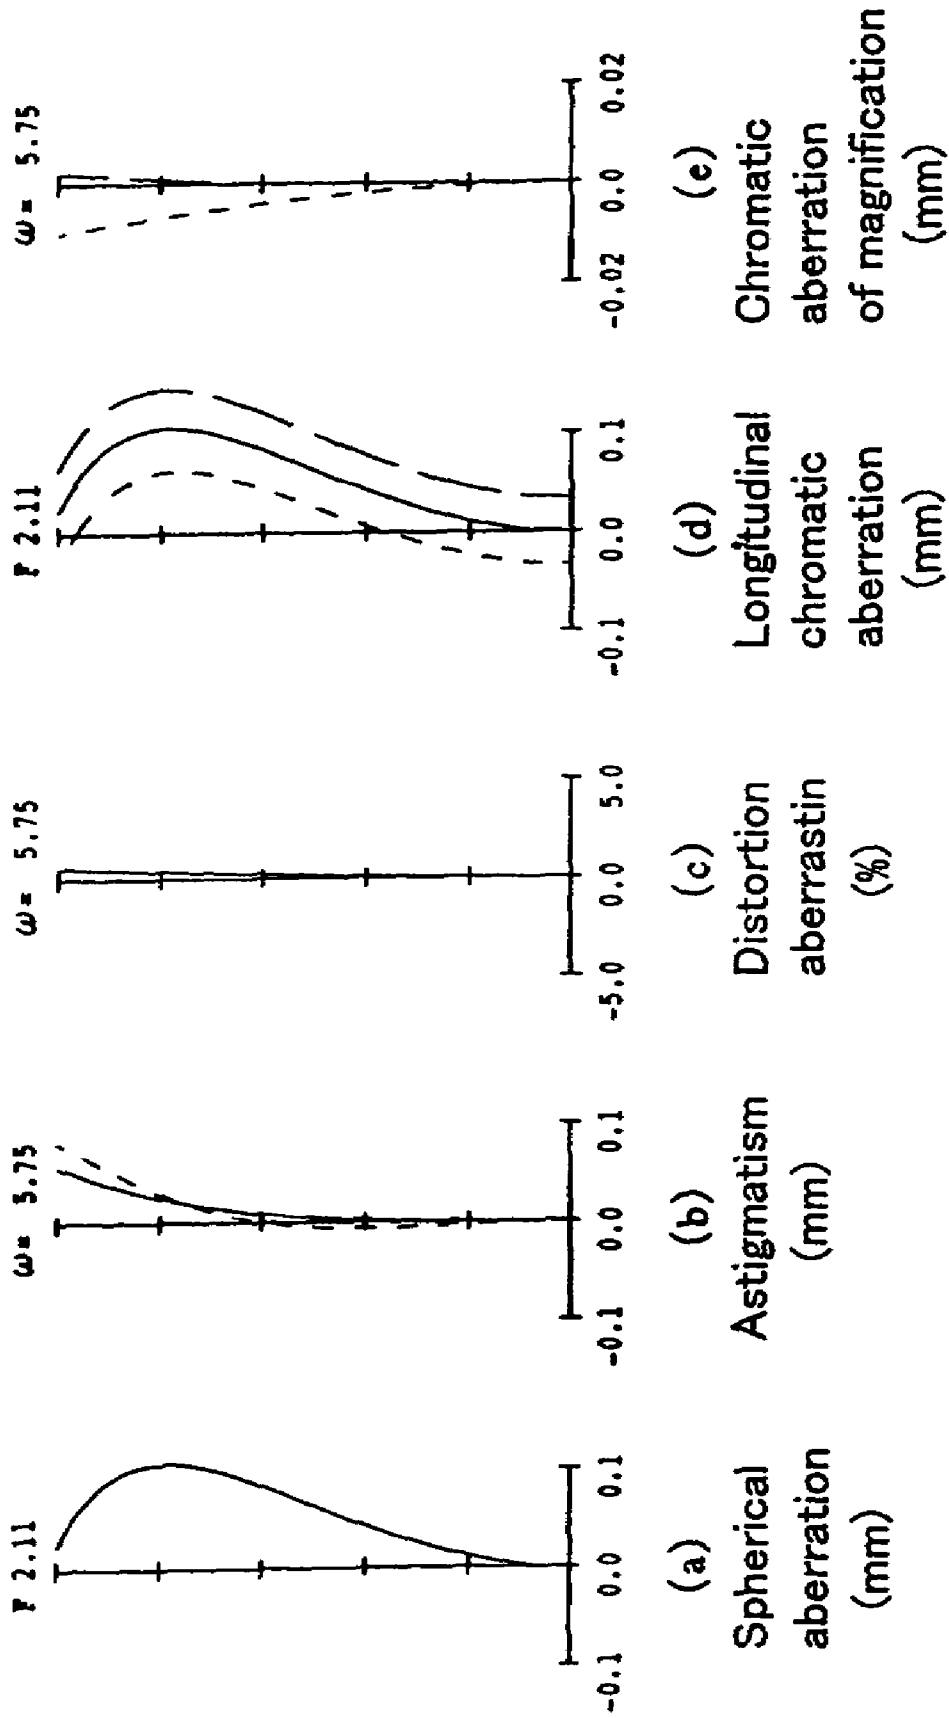 F 2.11
-0.1 0.0 0.1
(a)
Spherical
aberration
(mm)
ω= 5.75
-0.1 0.0 0.1
(b)
Astigmatism
(mm)
ω= 5.75
-5.0 0.0 5.0
(c)
Distortion
aberrastin
(%)
F 2.11
-0.1 0.0 0.1
(d)
Longitudinal
chromatic
aberration
(mm)
ω= 5.75
-0.02 0.0 0.02
(e)
Chromatic
aberration
of magnification
(mm)